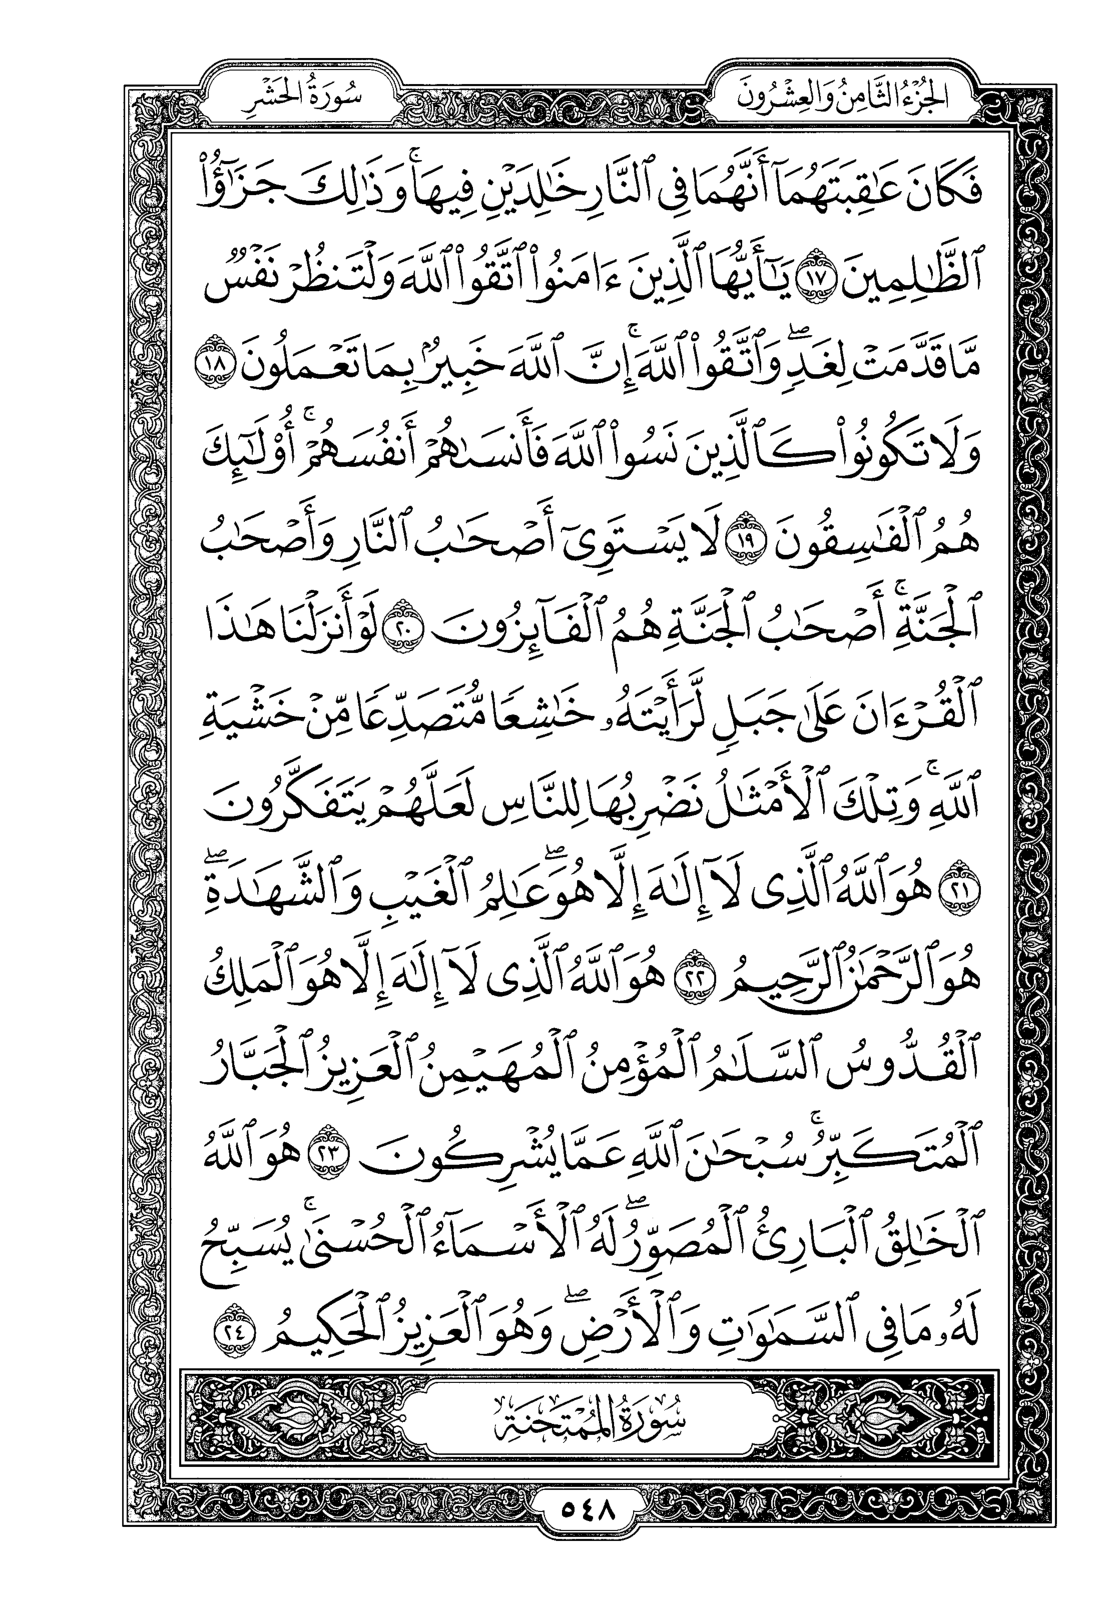 الجُزْءُ الثَّامِنُ وَالعِشْرُونَ
سُورَةُ الحَشْرِ
فَكَانَ عَٰقِبَتَهُمَآ أَنَّهُمَا فِى ٱلنَّارِ خَٰلِدَيْنِ فِيهَاۚ وَذَٰلِكَ جَزَٰٓؤُاْ
ٱلظَّٰلِمِينَ ١٧ يَٰٓأَيُّهَا ٱلَّذِينَ ءَامَنُواْ ٱتَّقُواْ ٱللَّهَ وَلْتَنظُرْ نَفْسٌ
مَّا قَدَّمَتْ لِغَدٍۖ وَٱتَّقُواْ ٱللَّهَۚ إِنَّ ٱللَّهَ خَبِيرٌۢ بِمَا تَعْمَلُونَ ١٨
وَلَا تَكُونُواْ كَٱلَّذِينَ نَسُواْ ٱللَّهَ فَأَنسَىٰهُمْ أَنفُسَهُمْۚ أُوْلَٰٓئِكَ
هُمُ ٱلْفَٰسِقُونَ ١٩ لَا يَسْتَوِىٓ أَصْحَٰبُ ٱلنَّارِ وَأَصْحَٰبُ
ٱلْجَنَّةِۚ أَصْحَٰبُ ٱلْجَنَّةِ هُمُ ٱلْفَآئِزُونَ ٢٠ لَوْ أَنزَلْنَا هَٰذَا
ٱلْقُرْءَانَ عَلَىٰ جَبَلٍ لَّرَأَيْتَهُۥ خَٰشِعًا مُّتَصَدِّعًا مِّنْ خَشْيَةِ
ٱللَّهِۚ وَتِلْكَ ٱلْأَمْثَٰلُ نَضْرِبُهَا لِلنَّاسِ لَعَلَّهُمْ يَتَفَكَّرُونَ
٢١ هُوَ ٱللَّهُ ٱلَّذِى لَآ إِلَٰهَ إِلَّا هُوَۖ عَٰلِمُ ٱلْغَيْبِ وَٱلشَّهَٰدَةِۖ
هُوَ ٱلرَّحْمَٰنُ ٱلرَّحِيمُ ٢٢ هُوَ ٱللَّهُ ٱلَّذِى لَآ إِلَٰهَ إِلَّا هُوَ ٱلْمَلِكُ
ٱلْقُدُّوسُ ٱلسَّلَٰمُ ٱلْمُؤْمِنُ ٱلْمُهَيْمِنُ ٱلْعَزِيزُ ٱلْجَبَّارُ
ٱلْمُتَكَبِّرُۚ سُبْحَٰنَ ٱللَّهِ عَمَّا يُشْرِكُونَ ٢٣ هُوَ ٱللَّهُ
ٱلْخَٰلِقُ ٱلْبَارِئُ ٱلْمُصَوِّرُۖ لَهُ ٱلْأَسْمَآءُ ٱلْحُسْنَىٰۚ يُسَبِّحُ
لَهُۥ مَا فِى ٱلسَّمَٰوَٰتِ وَٱلْأَرْضِۖ وَهُوَ ٱلْعَزِيزُ ٱلْحَكِيمُ ٢٤
سُورَةُ المُمْتَحنَةِ
٥٤٨